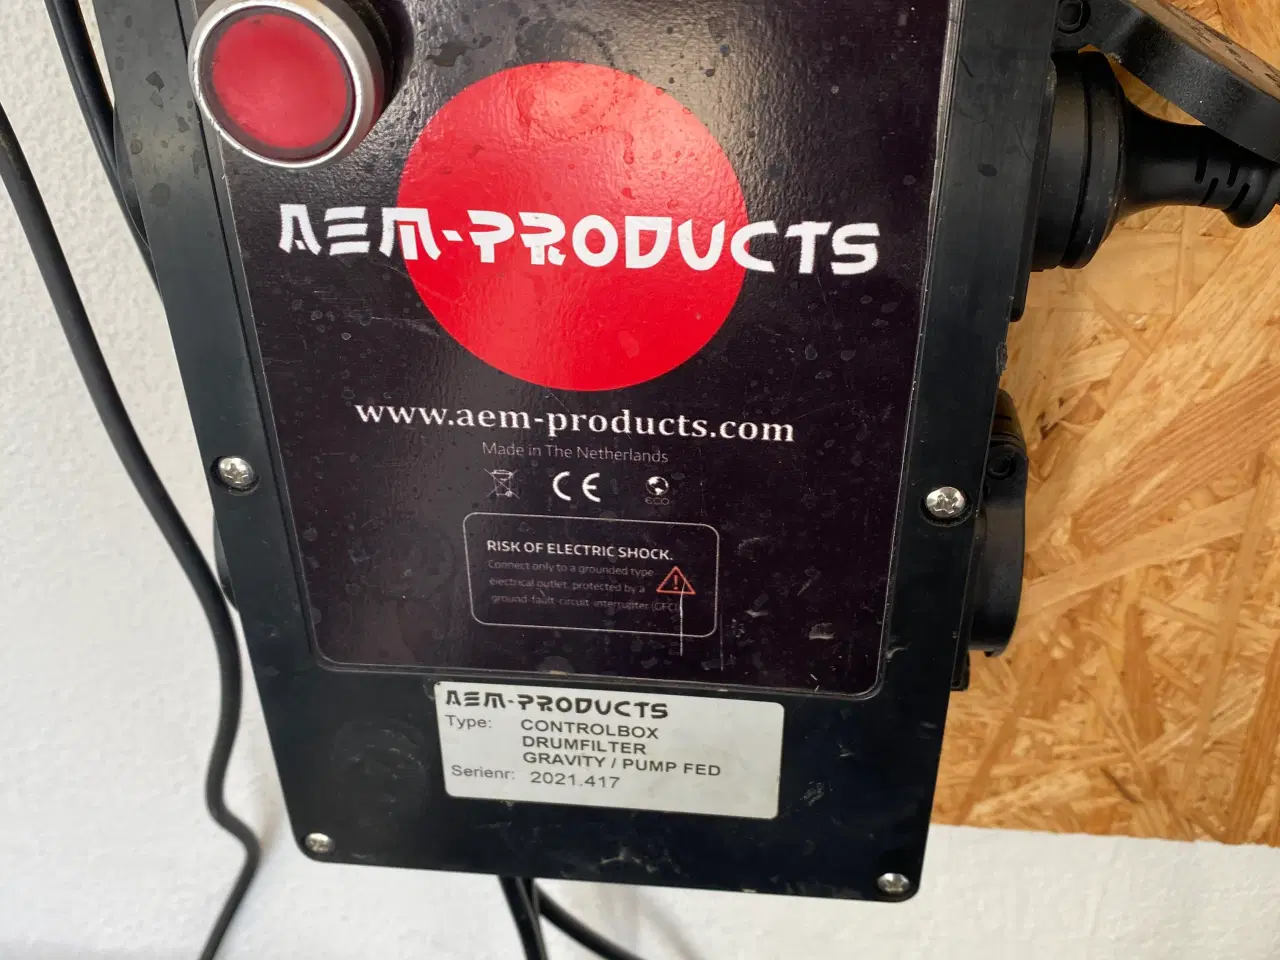 AEM-PRODUCTS
www.aem-products.com
Made in The Netherlands
CE
eco
RISK OF ELECTRIC SHOCK.
Connect only to a grounded type
electrical outlet, protected by a
ground-fault-circuit-interrupter (GFCI).
AEM-PRODUCTS
Type: CONTROLBOX
DRUMFILTER
GRAVITY / PUMP FED
Serienr: 2021.417